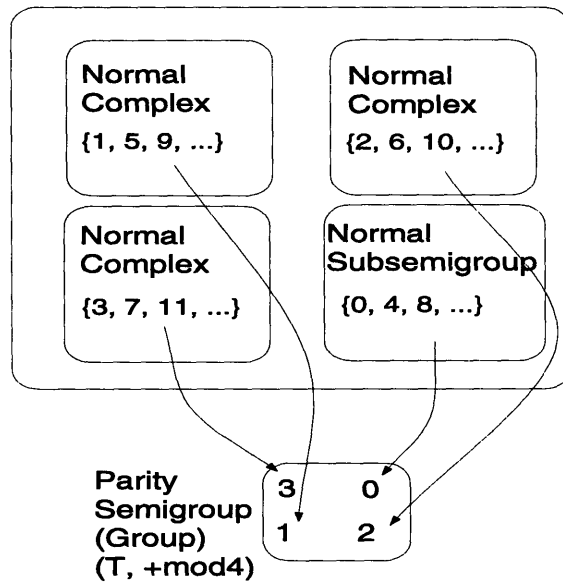 Normal
Complex
{1, 5, 9, ...}
Normal
Complex
{2, 6, 10, ...}
Normal
Complex
{3, 7, 11, ...}
Normal
Subsemigroup
{0, 4, 8, ...}
Parity
Semigroup
(Group)
(T, +mod4)
3 0
1 2